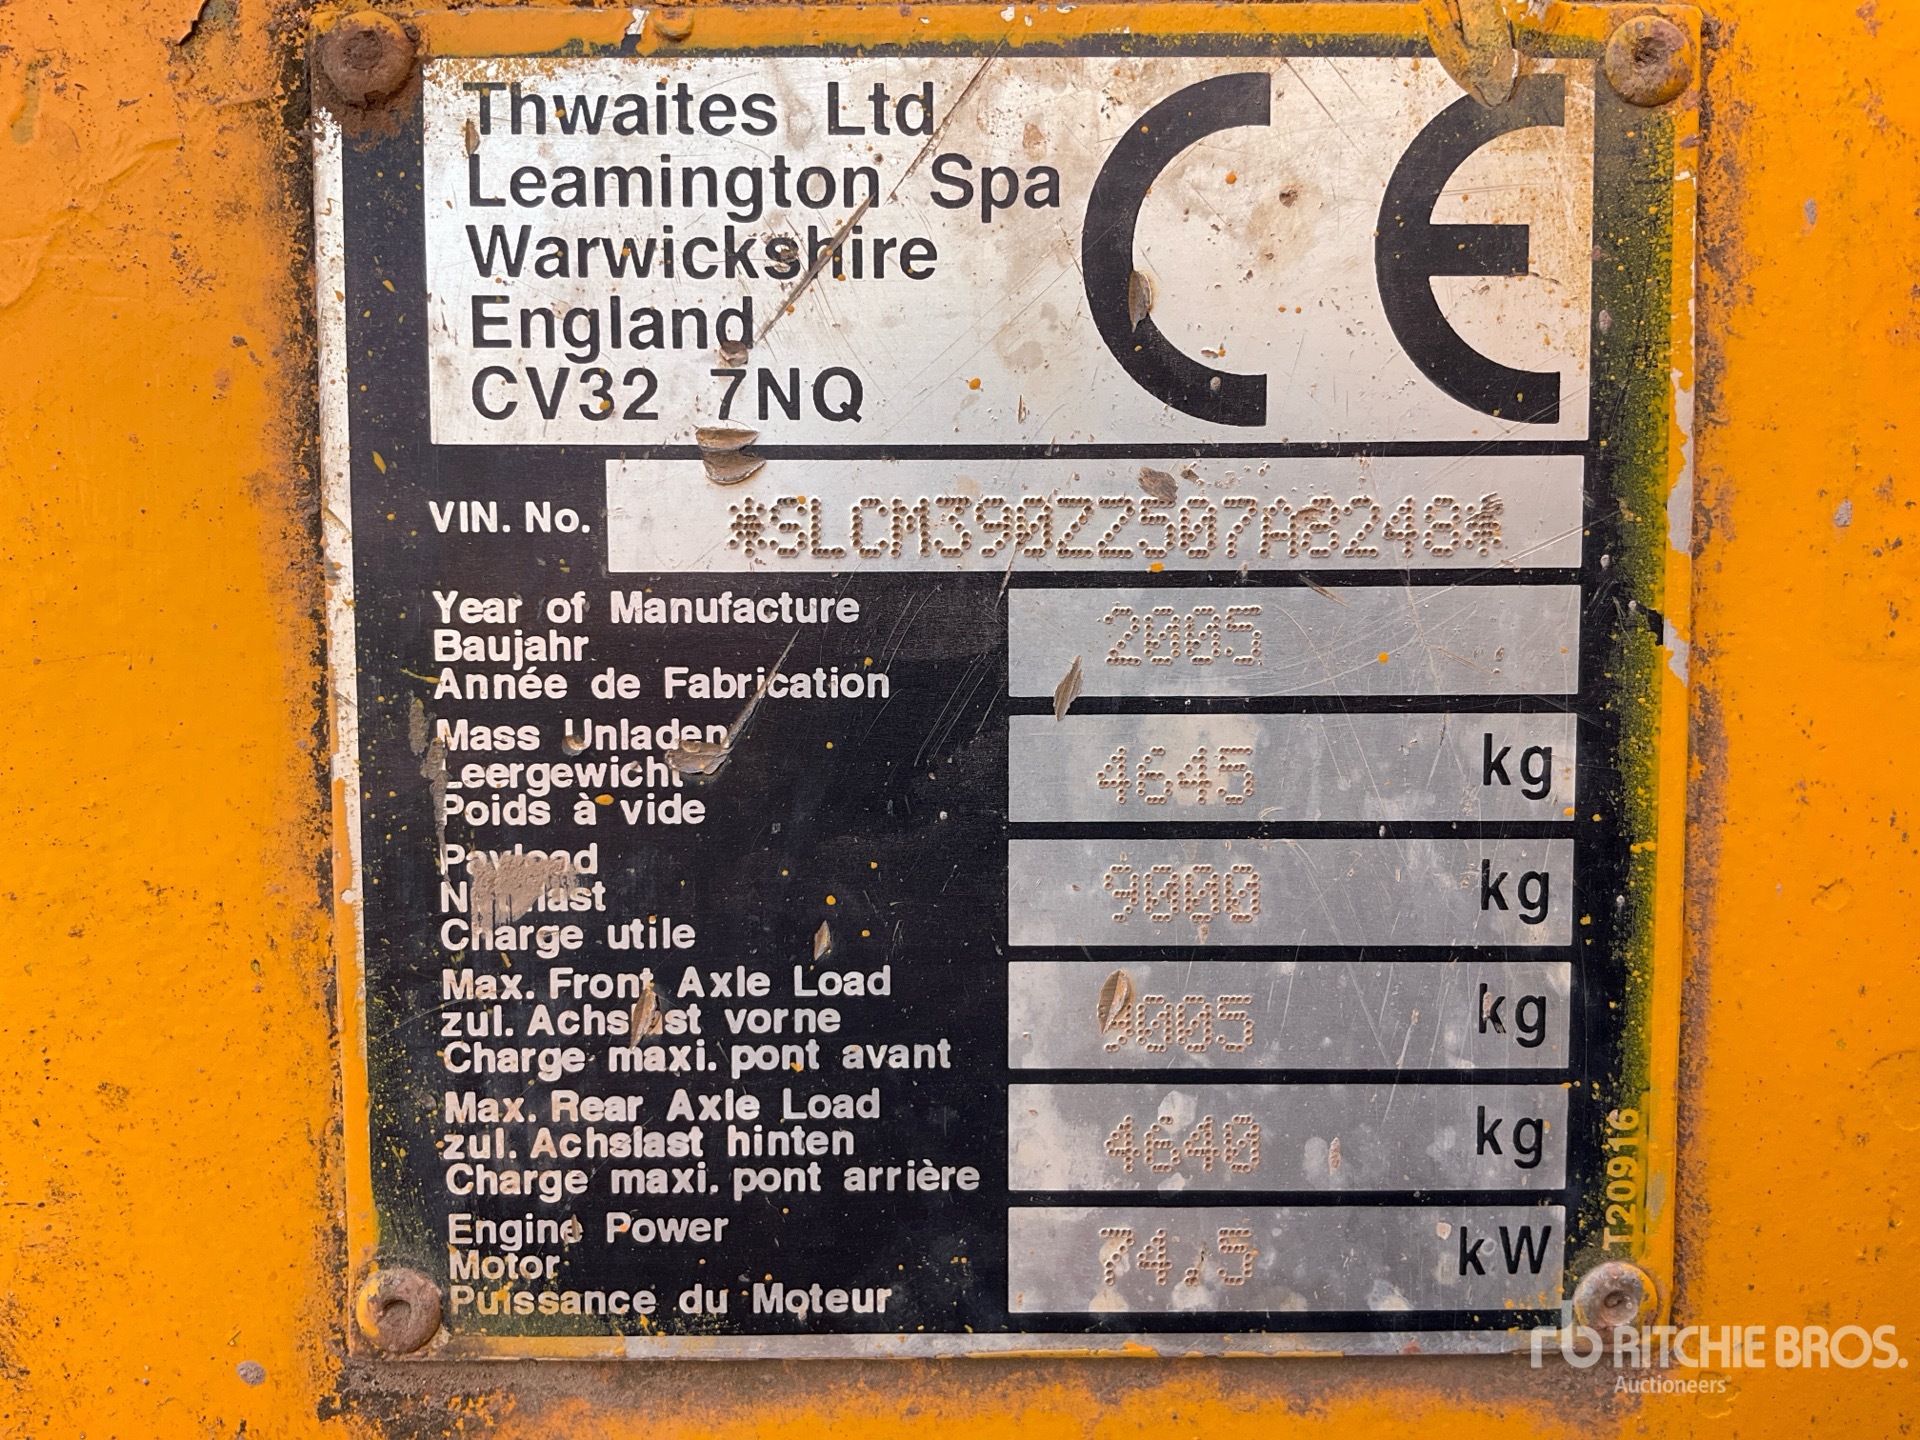 Thwaites Ltd
Leamington Spa
Warwickshire
England
CV32 7NQ
CE
VIN. No. *SLCM390ZZ507A8248*
Year of Manufacture
Baujahr
Année de Fabrication
2005
Mass Unladen
Leergewicht
Poids à vide
4645 kg
Payload
Nutzlast
Charge utile
9000 kg
Max. Front Axle Load
zul. Achslast vorne
Charge maxi. pont avant
9005 kg
Max. Rear Axle Load
zul. Achslast hinten
Charge maxi. pont arrière
4640 kg
Engine Power
Motor
Puissance du Moteur
74,5 kW
T20916
rb RITCHIE BROS.
Auctioneers